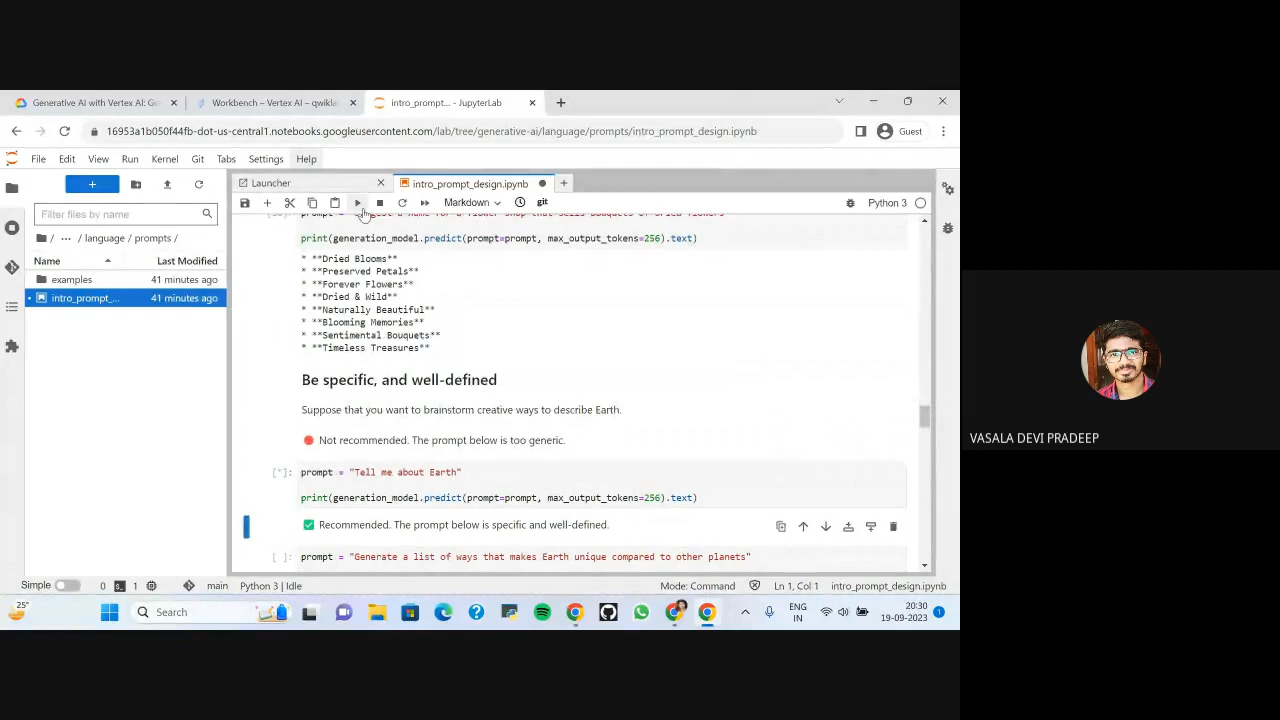 Generative AI with Vertex AI: Ge
Workbench – Vertex AI – qwikla
intro_prompt... - JupyterLab
16953a1b050f44fb-dot-us-central1.notebooks.googleusercontent.com/lab/tree/generative-ai/language/prompts/intro_prompt_design.ipynb
Guest
File Edit View Run Kernel Git Tabs Settings Help
Launcher
intro_prompt_design.ipynb
Markdown
git
Python 3
Filter files by name
/ ... / language / prompts /
Name
Last Modified
examples
41 minutes ago
intro_prompt_...
41 minutes ago
print(generation_model.predict(prompt=prompt, max_output_tokens=256).text)
* **Dried Blooms**
* **Preserved Petals**
* **Forever Flowers**
* **Dried & Wild**
* **Naturally Beautiful**
* **Blooming Memories**
* **Sentimental Bouquets**
* **Timeless Treasures**
Be specific, and well-defined
Suppose that you want to brainstorm creative ways to describe Earth.
Not recommended. The prompt below is too generic.
[*]: prompt = "Tell me about Earth"
print(generation_model.predict(prompt=prompt, max_output_tokens=256).text)
Recommended. The prompt below is specific and well-defined.
[ ]: prompt = "Generate a list of ways that makes Earth unique compared to other planets"
Simple
0
1
main
Python 3 | Idle
Mode: Command
Ln 1, Col 1
intro_prompt_design.ipynb
25°
Search
ENG
IN
20:30
19-09-2023
1
VASALA DEVI PRADEEP